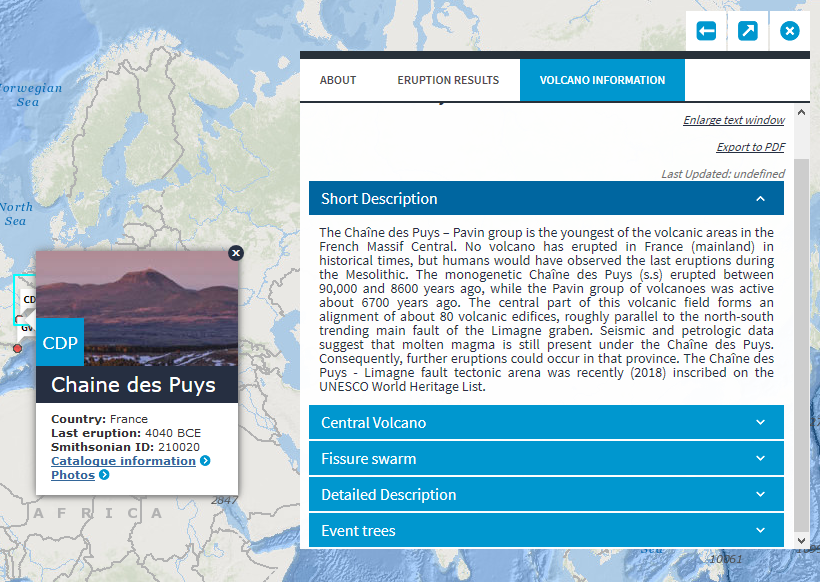 orwegian
Sea
North
Sea
CD
GV
CDP
Chaine des Puys
Country: France
Last eruption: 4040 BCE
Smithsonian ID: 210020
Catalogue information
Photos
2847
A F R I C A
ABOUT
ERUPTION RESULTS
VOLCANO INFORMATION
Enlarge text window
Export to PDF
Last Updated: undefined
Short Description
The Chaîne des Puys – Pavin group is the youngest of the volcanic areas in the
French Massif Central. No volcano has erupted in France (mainland) in
historical times, but humans would have observed the last eruptions during
the Mesolithic. The monogenetic Chaîne des Puys (s.s) erupted between
90,000 and 8600 years ago, while the Pavin group of volcanoes was active
about 6700 years ago. The central part of this volcanic field forms an
alignment of about 80 volcanic edifices, roughly parallel to the north-south
trending main fault of the Limagne graben. Seismic and petrologic data
suggest that molten magma is still present under the Chaîne des Puys.
Consequently, further eruptions could occur in that province. The Chaîne des
Puys - Limagne fault tectonic arena was recently (2018) inscribed on the
UNESCO World Heritage List.
Central Volcano
Fissure swarm
Detailed Description
Event trees
Sea
10661